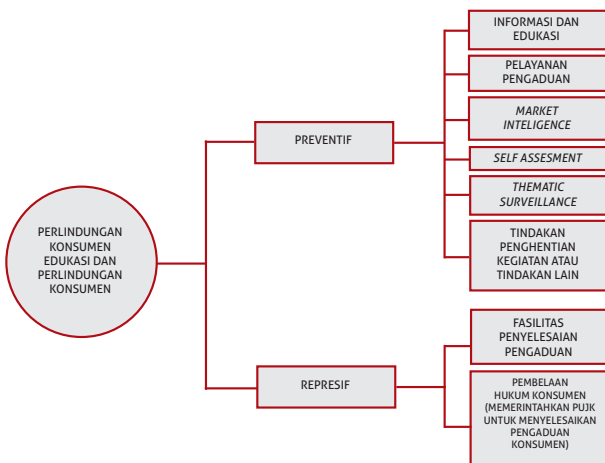 PERLINDUNGAN
KONSUMEN
EDUKASI DAN
PERLINDUNGAN
KONSUMEN
PREVENTIF
INFORMASI DAN
EDUKASI
PELAYANAN
PENGADUAN
MARKET
INTELIGENCE
SELF ASSESMENT
THEMATIC
SURVEILLANCE
TINDAKAN
PENGHENTIAN
KEGIATAN ATAU
TINDAKAN LAIN
REPRESIF
FASILITAS
PENYELESAIAN
PENGADUAN
PEMBELAAN
HUKUM KONSUMEN
(MEMERINTAHKAN PUJK
UNTUK MENYELESAIKAN
PENGADUAN
KONSUMEN)